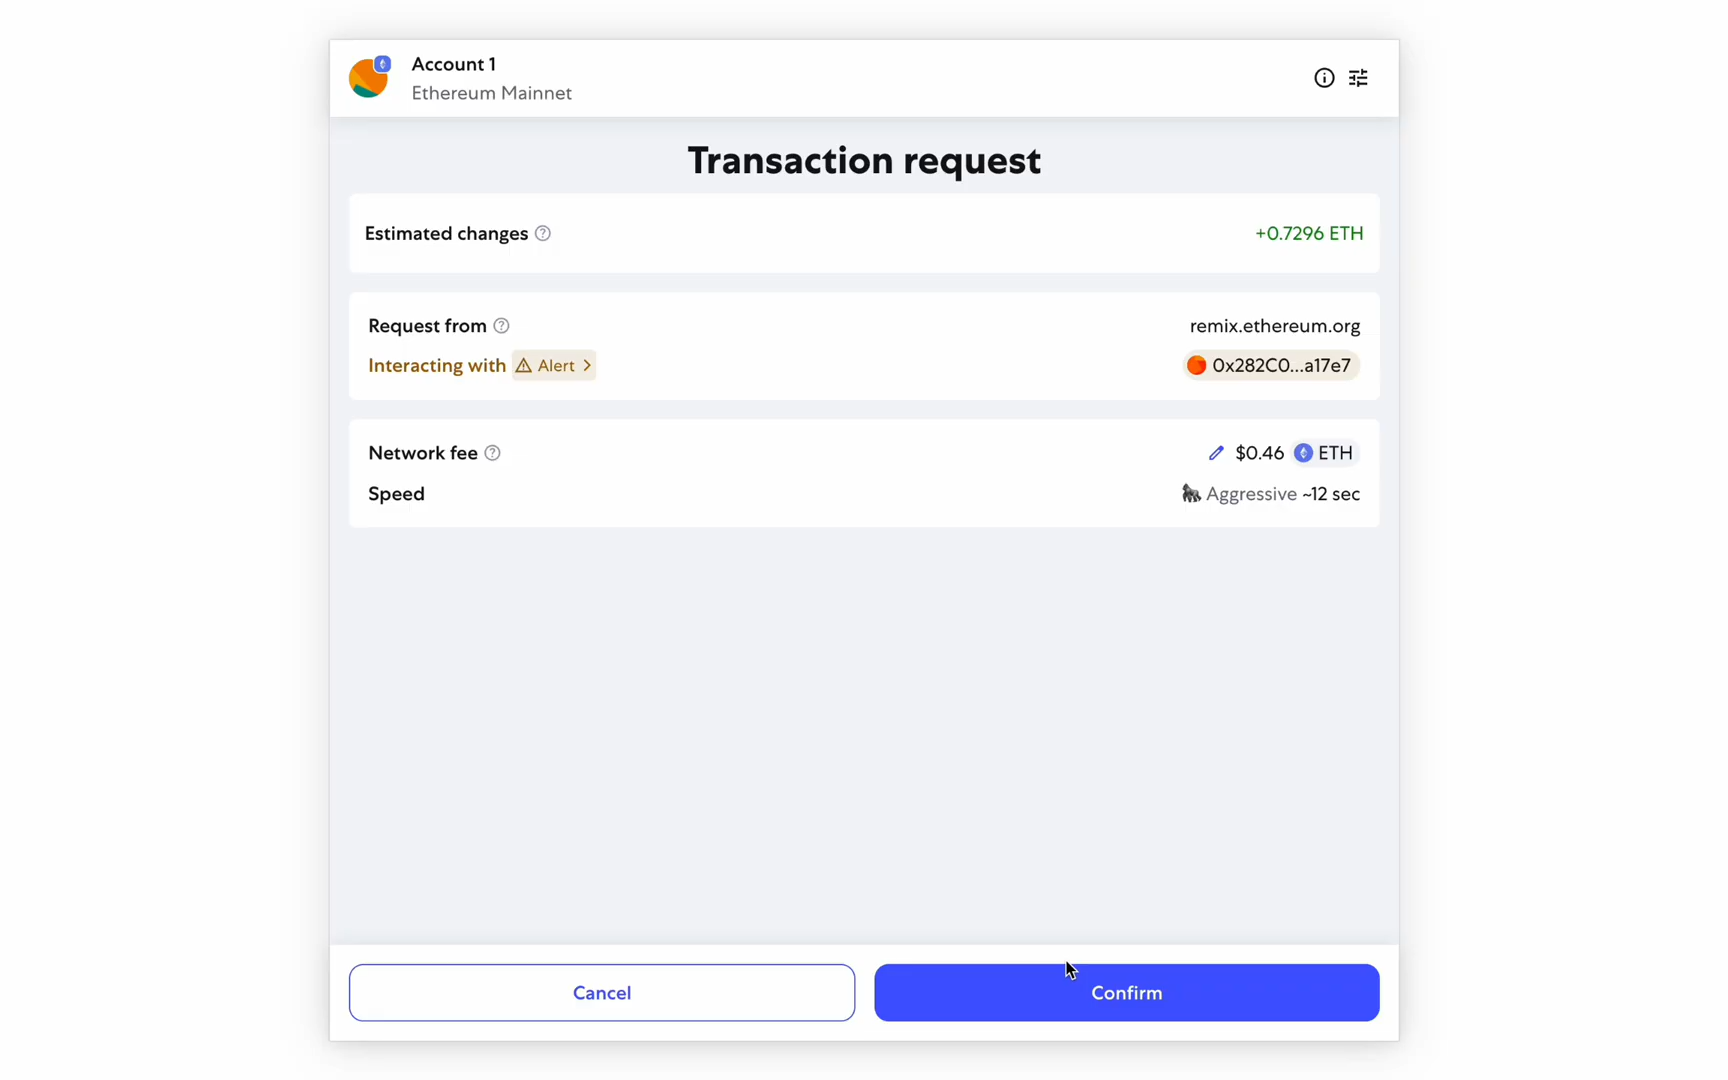 Account 1
Ethereum Mainnet
Transaction request
Estimated changes +0.7296 ETH
Request from remix.ethereum.org
Interacting with Alert 0x282C0...a17e7
Network fee $0.46 ETH
Speed Aggressive ~12 sec
Cancel Confirm